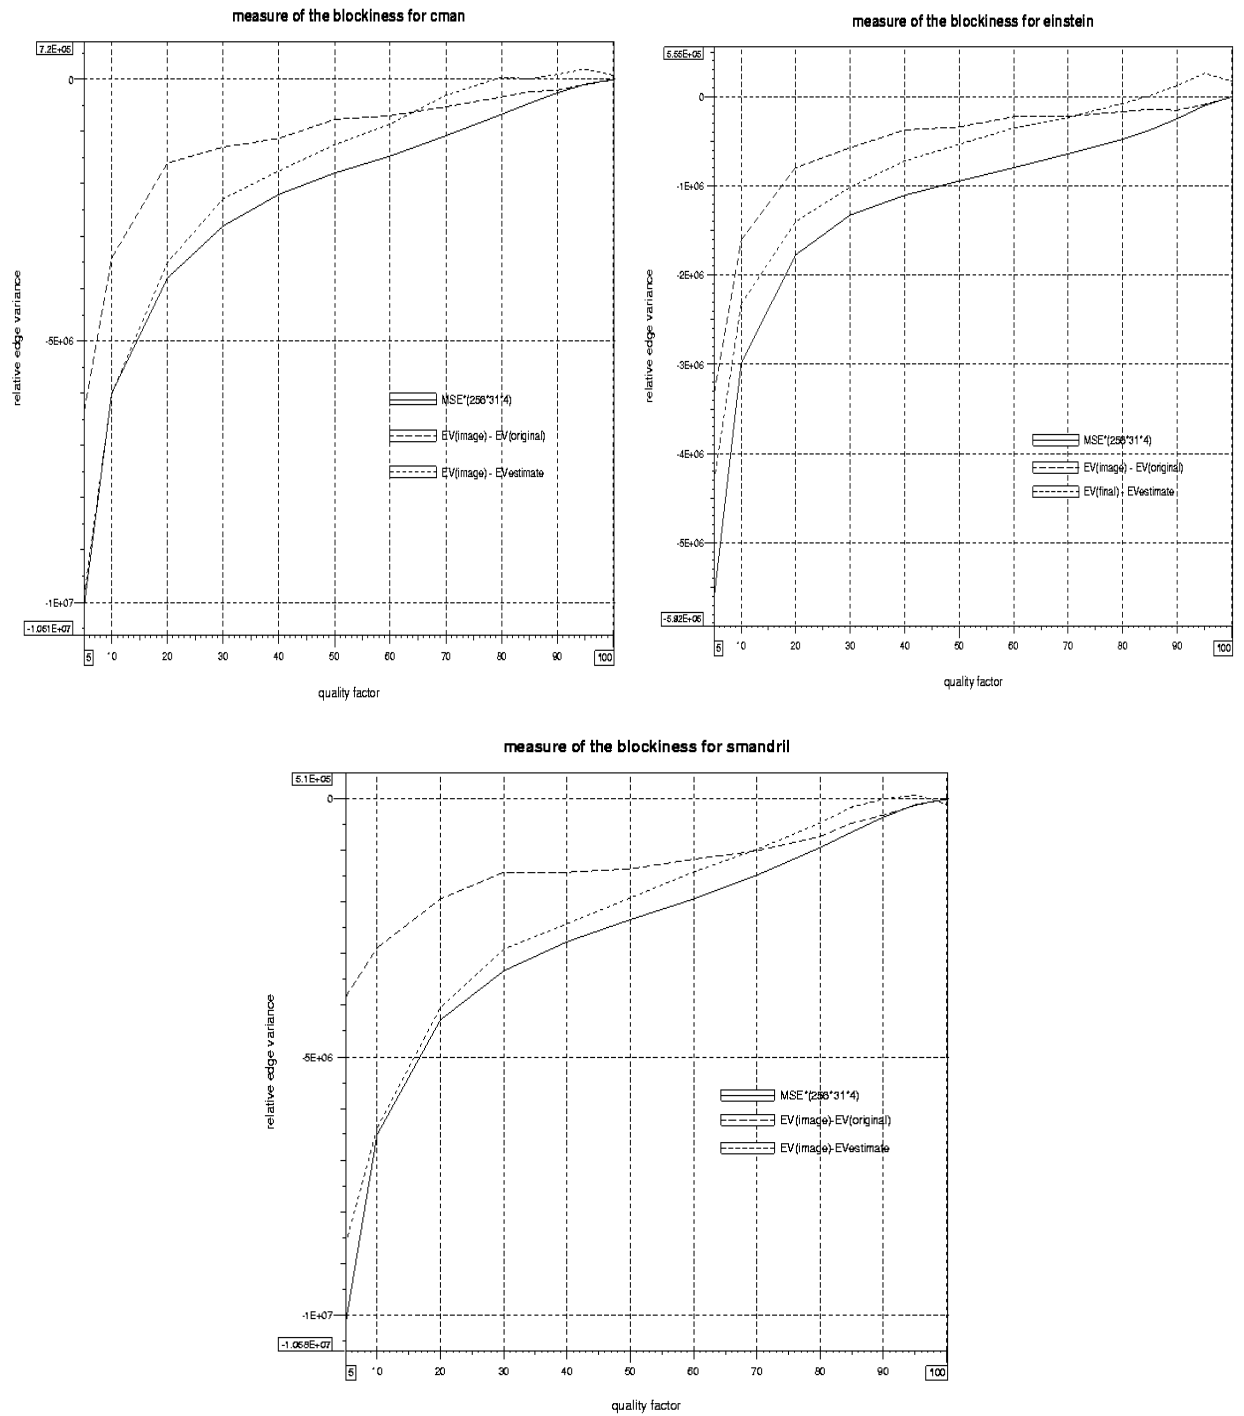 measure of the blockiness for cman
7.2E+05
0
-5E+06
-1E+07
-1.061E+07
relative edge variance
MSE*(256*31*4)
EV(image) - EV(original)
EV(image) - EVestimate
5 10 20 30 40 50 60 70 80 90 100
quality factor
measure of the blockiness for einstein
5.55E+05
0
-1E+06
-2E+06
-3E+06
-4E+06
-5E+06
-5.92E+06
relative edge variance
MSE*(256*31*4)
EV(image) - EV(original)
EV(final) - EVestimate
5 10 20 30 40 50 60 70 80 90 100
quality factor
measure of the blockiness for smandril
5.1E+05
0
-5E+06
-1E+07
-1.068E+07
relative edge variance
MSE*(256*31*4)
EV(image)-EV(original)
EV(image)-EVestimate
5 10 20 30 40 50 60 70 80 90 100
quality factor